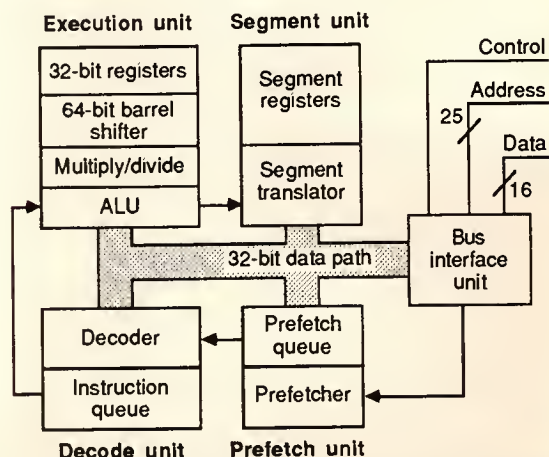 Execution unit
Segment unit
32-bit registers
64-bit barrel
shifter
Multiply/divide
ALU
Segment
registers
Segment
translator
Control
Address
25
Data
16
Bus
interface
unit
32-bit data path
Decoder
Instruction
queue
Prefetch
queue
Prefetcher
Decode unit
Prefetch unit